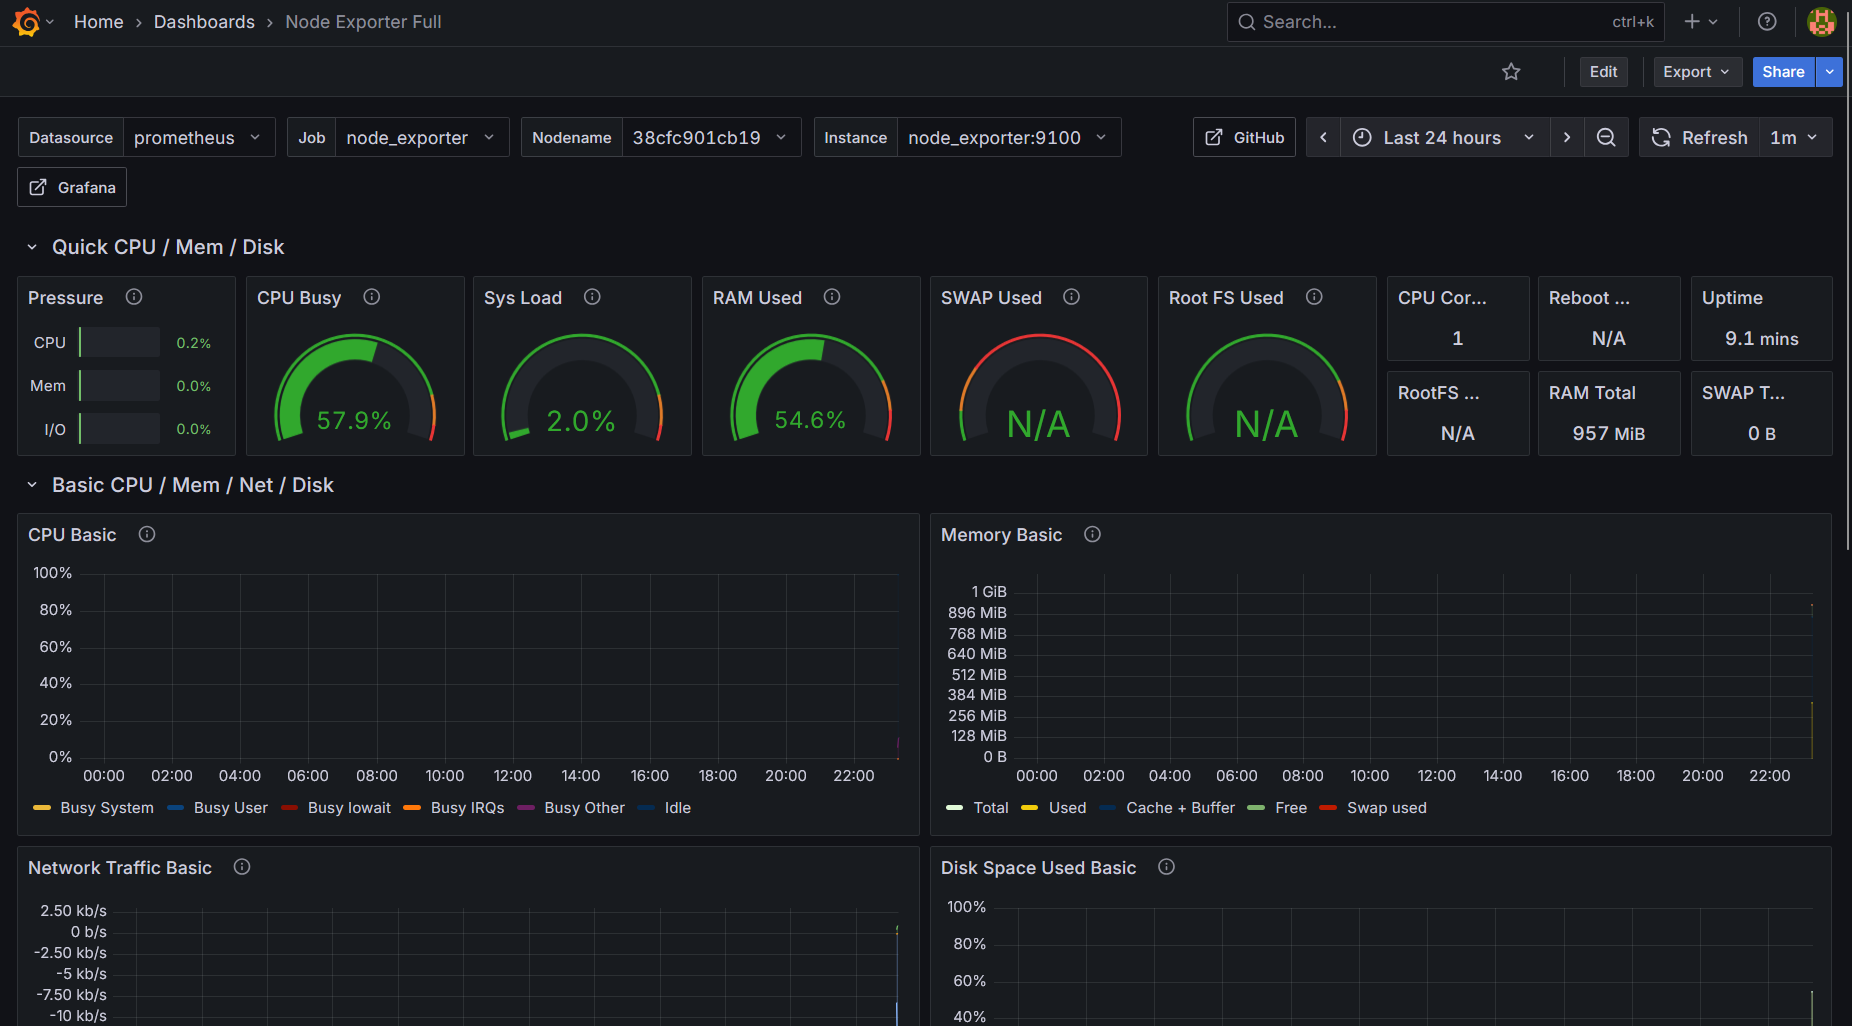 Home › Dashboards › Node Exporter Full
Search... ctrl+k
Edit Export Share
Datasource prometheus Job node_exporter Nodename 38cfc901cb19 Instance node_exporter:9100 GitHub Last 24 hours Refresh 1m
Grafana
Quick CPU / Mem / Disk
Pressure
CPU 0.2%
Mem 0.0%
I/O 0.0%
CPU Busy
57.9%
Sys Load
2.0%
RAM Used
54.6%
SWAP Used
N/A
Root FS Used
N/A
CPU Cor...
1
Reboot ...
N/A
Uptime
9.1 mins
RootFS ...
N/A
RAM Total
957 MiB
SWAP T...
0 B
Basic CPU / Mem / Net / Disk
CPU Basic
100%
80%
60%
40%
20%
0%
00:00 02:00 04:00 06:00 08:00 10:00 12:00 14:00 16:00 18:00 20:00 22:00
Busy System Busy User Busy Iowait Busy IRQs Busy Other Idle
Memory Basic
1 GiB
896 MiB
768 MiB
640 MiB
512 MiB
384 MiB
256 MiB
128 MiB
0 B
00:00 02:00 04:00 06:00 08:00 10:00 12:00 14:00 16:00 18:00 20:00 22:00
Total Used Cache + Buffer Free Swap used
Network Traffic Basic
2.50 kb/s
0 b/s
-2.50 kb/s
-5 kb/s
-7.50 kb/s
-10 kb/s
Disk Space Used Basic
100%
80%
60%
40%